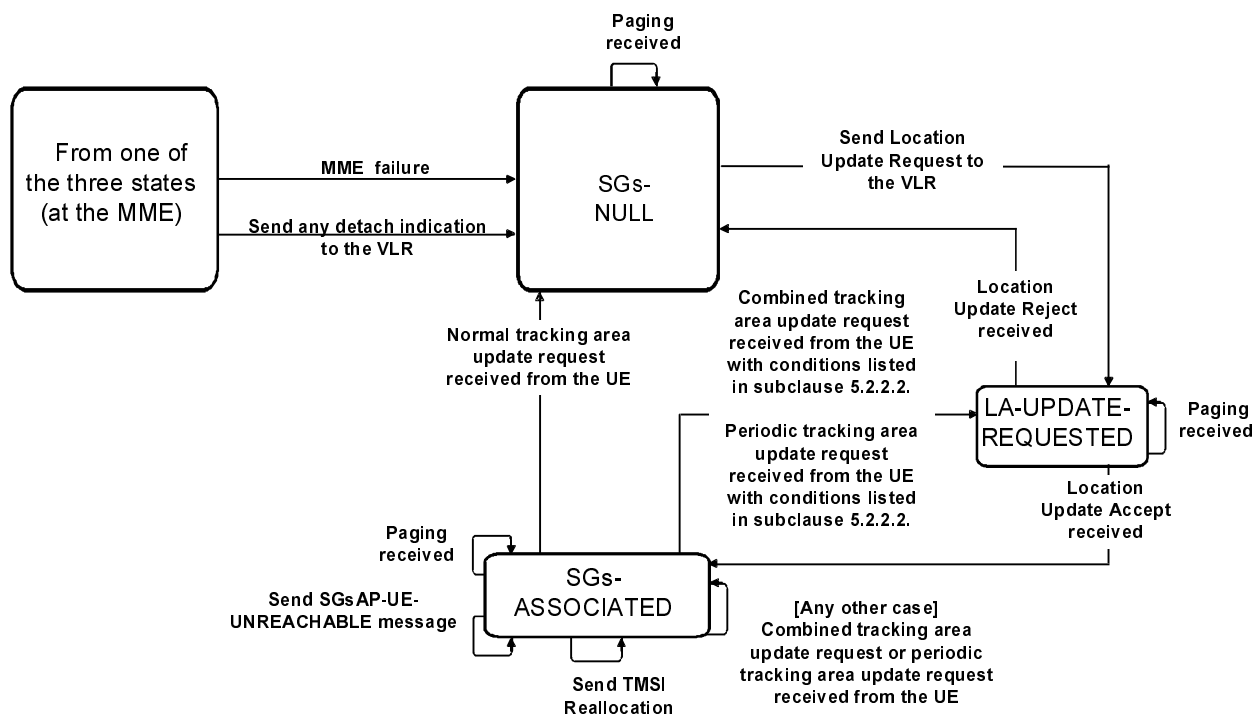 Paging
received
From one of
the three states
(at the MME)
MME failure
Send any detach indication
to the VLR
SGs-
NULL
Send Location
Update Request to
the VLR
Location
Update Reject
received
Normal tracking area
update request
received from the UE
Combined tracking
area update request
received from the UE
with conditions listed
in subclause 5.2.2.2.
Periodic tracking area
update request
received from the UE
with conditions listed
in subclause 5.2.2.2.
LA-UPDATE-
REQUESTED
Paging
received
Location
Update Accept
received
Paging
received
SGs-
ASSOCIATED
Send SGsAP-UE-
UNREACHABLE message
Send TMSI
Reallocation
[Any other case]
Combined tracking area
update request or periodic
tracking area update request
received from the UE